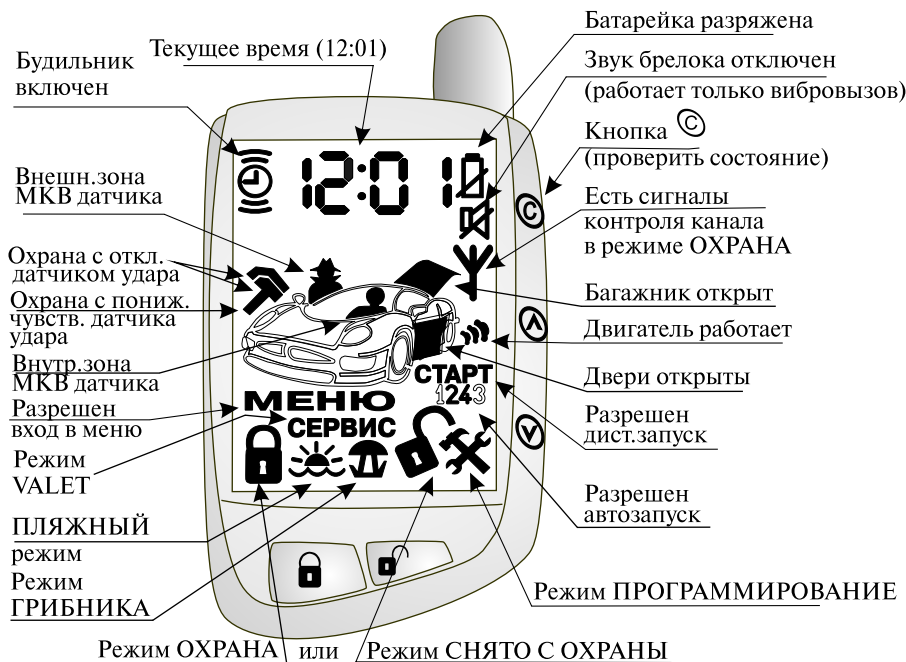 Батарейка разряжена
Текущее время (12:01)
Будильник
включен
Звук брелока отключен
(работает только вибровызов)
Кнопка C
(проверить состояние)
12:01
C
Внешн.зона
МКВ датчика
Есть сигналы
контроля канала
в режиме ОХРАНА
Охрана с откл.
датчиком удара
Охрана с пониж.
чувств. датчика
удара
Багажник открыт
Двигатель работает
Внутр.зона
МКВ датчика
Двери открыты
СТАРТ
1243
Разрешен
вход в меню
МЕНЮ
СЕРВИС
Разрешен
дист.запуск
Режим
VALET
Разрешен
автозапуск
ПЛЯЖНЫЙ
режим
Режим
ГРИБНИКА
Режим ПРОГРАММИРОВАНИЕ
Режим ОХРАНА или Режим СНЯТО С ОХРАНЫ